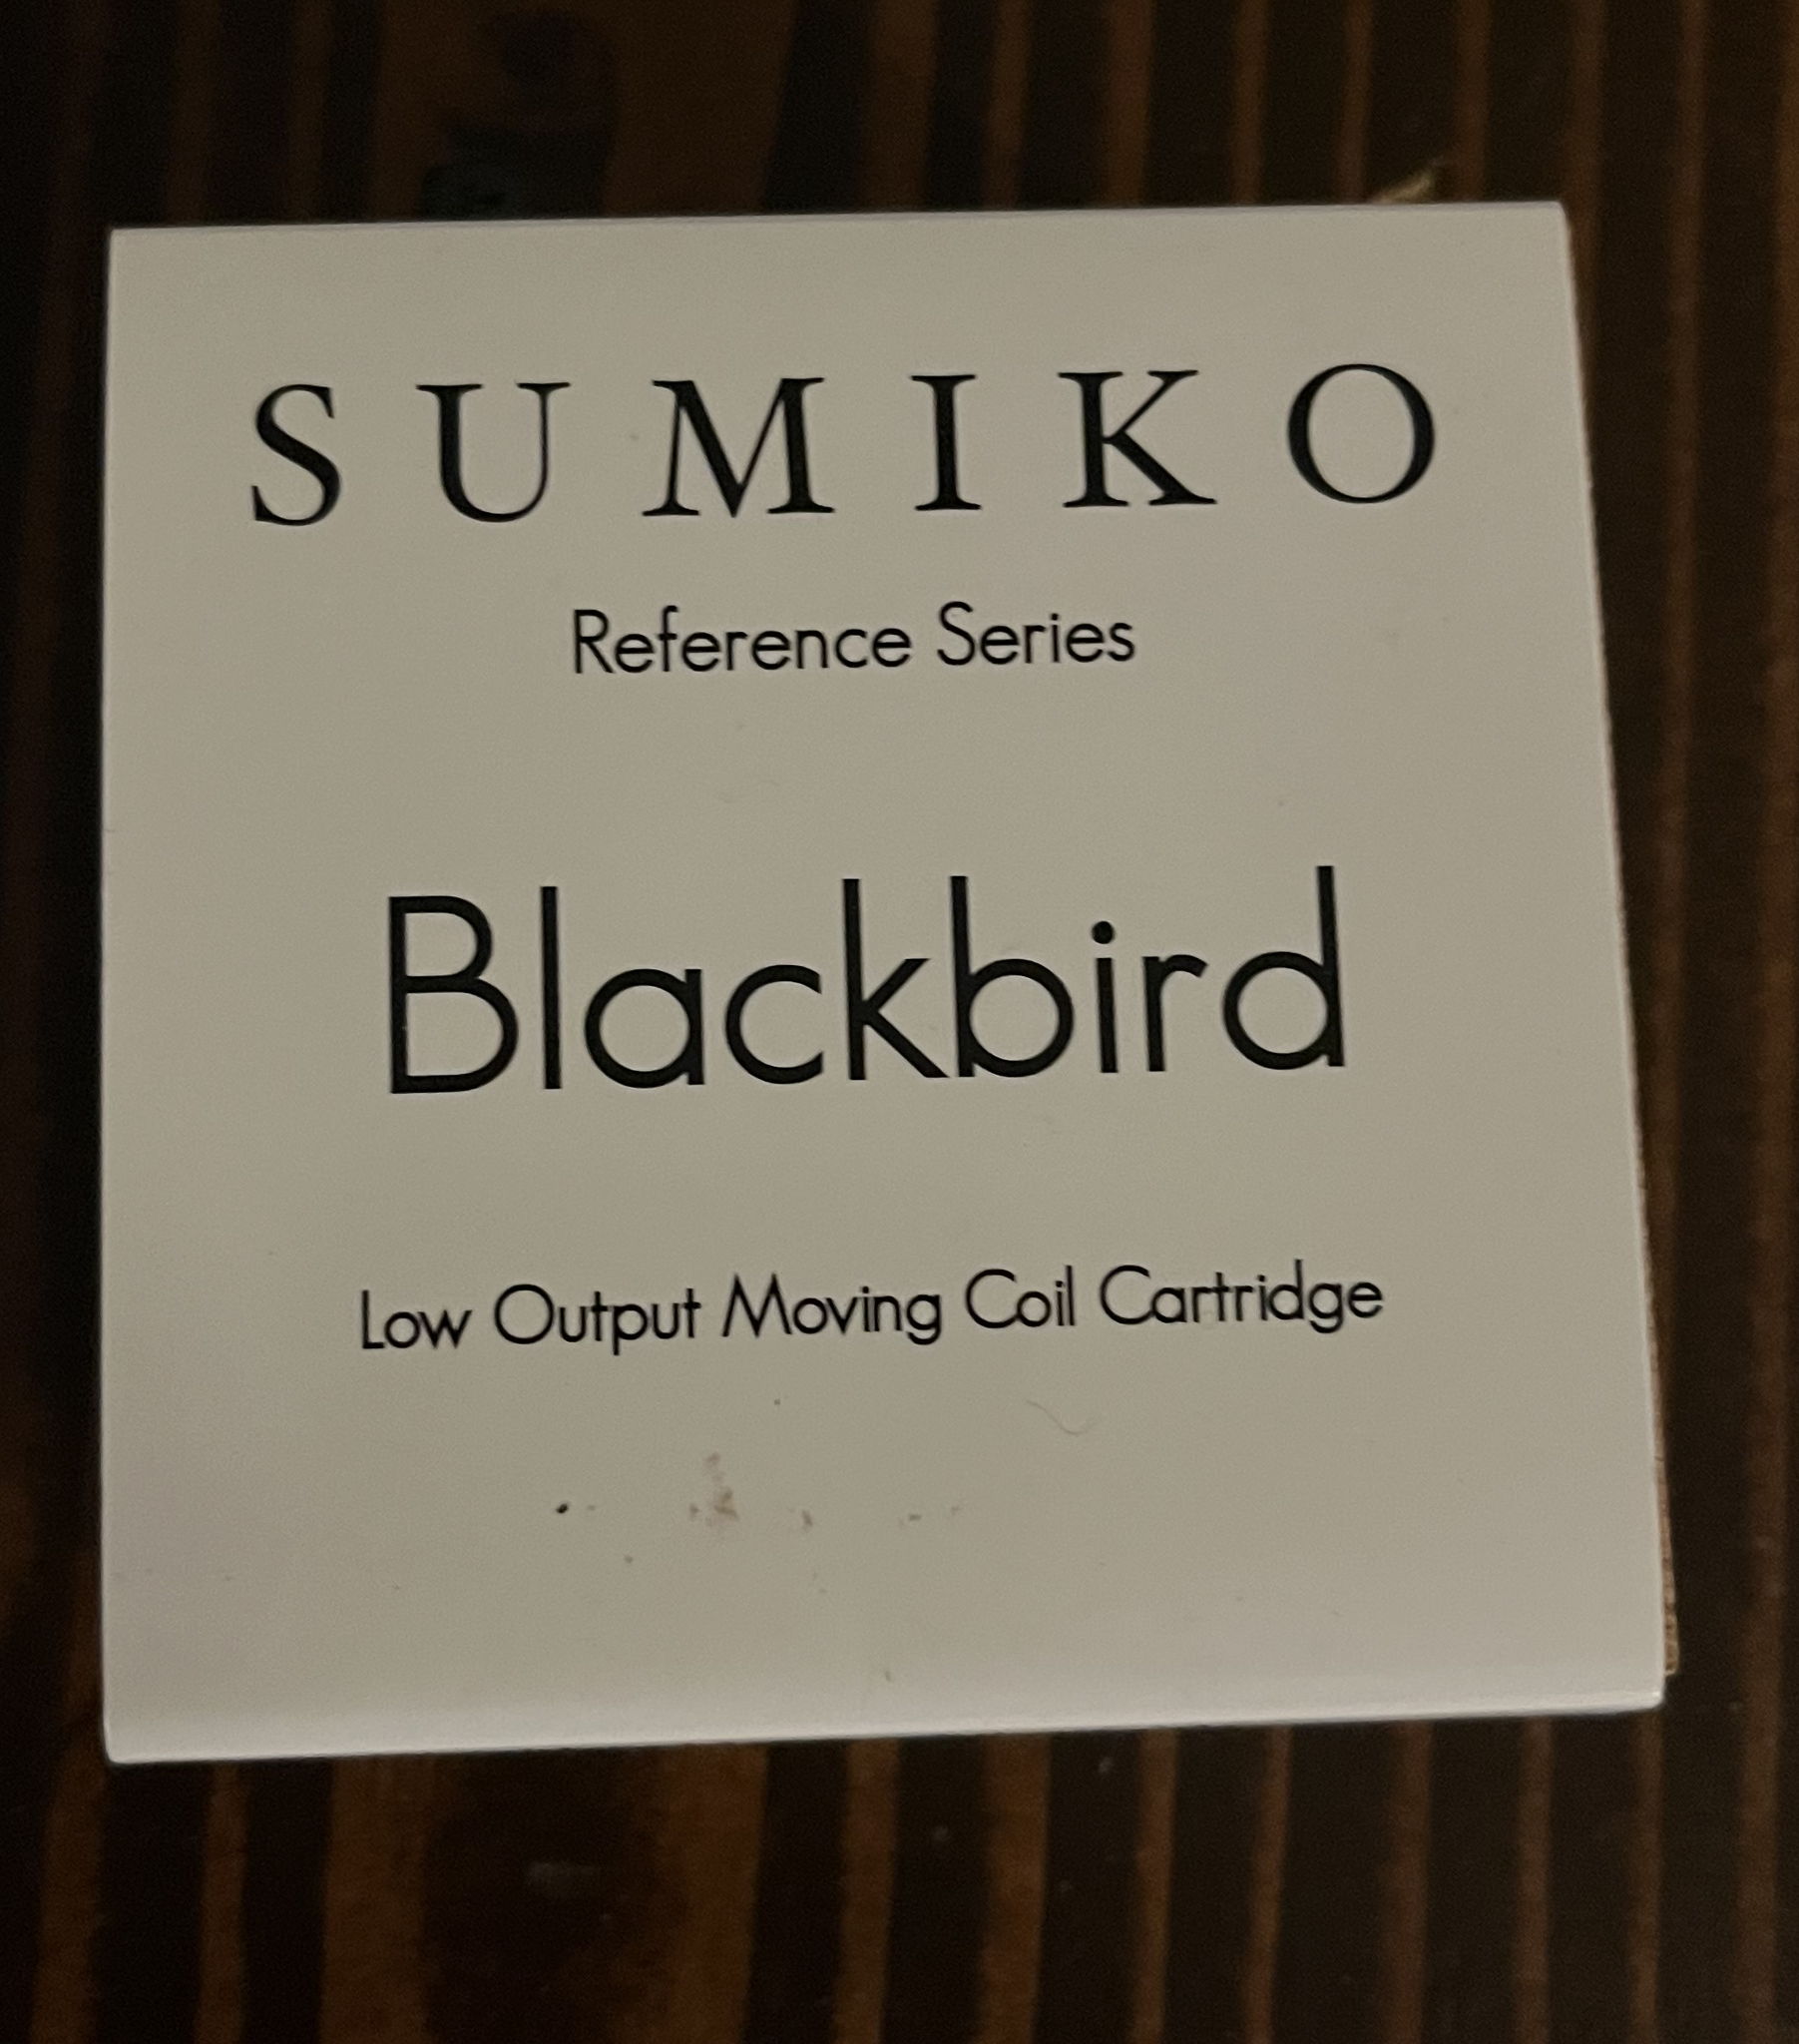 SUMIKO
Reference Series
Blackbird
Low Output Moving Coil Cartridge